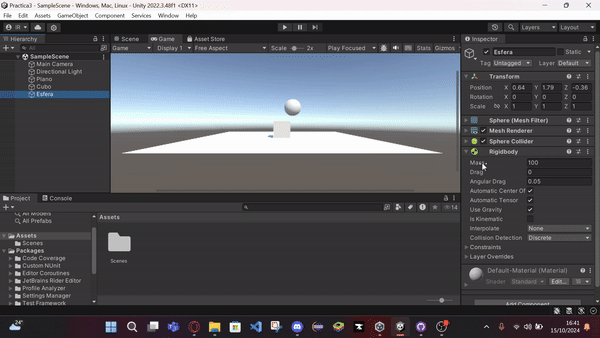 Practica3 - SampleScene - Windows, Mac, Linux - Unity 2022.3.48f1 <DX11>
File Edit Assets GameObject Component Services Window Help
IR
Layers Layout
Hierarchy
All
SampleScene
Main Camera
Directional Light
Plano
Cubo
Esfera
Scene Game Asset Store
Game Display 1 Free Aspect Scale 2x Play Focused Stats Gizmos
Project Console
14
All Models
All Prefabs
Assets
Scenes
Packages
Code Coverage
Custom NUnit
Editor Coroutines
JetBrains Rider Editor
Profile Analyzer
Settings Manager
Test Framework
Assets
Scenes
Inspector
Esfera Static
Tag Untagged Layer Default
Transform
Position X 0.64 Y 1.79 Z -0.36
Rotation X 0 Y 0 Z 0
Scale X 1 Y 1 Z 1
Sphere (Mesh Filter)
Mesh Renderer
Sphere Collider
Rigidbody
Mass 100
Drag 0
Angular Drag 0.05
Automatic Center Of
Automatic Tensor
Use Gravity
Is Kinematic
Interpolate None
Collision Detection Discrete
Constraints
Layer Overrides
Default-Material (Material)
Shader Standard Edit...
Add Component
24°
16:41
15/10/2024